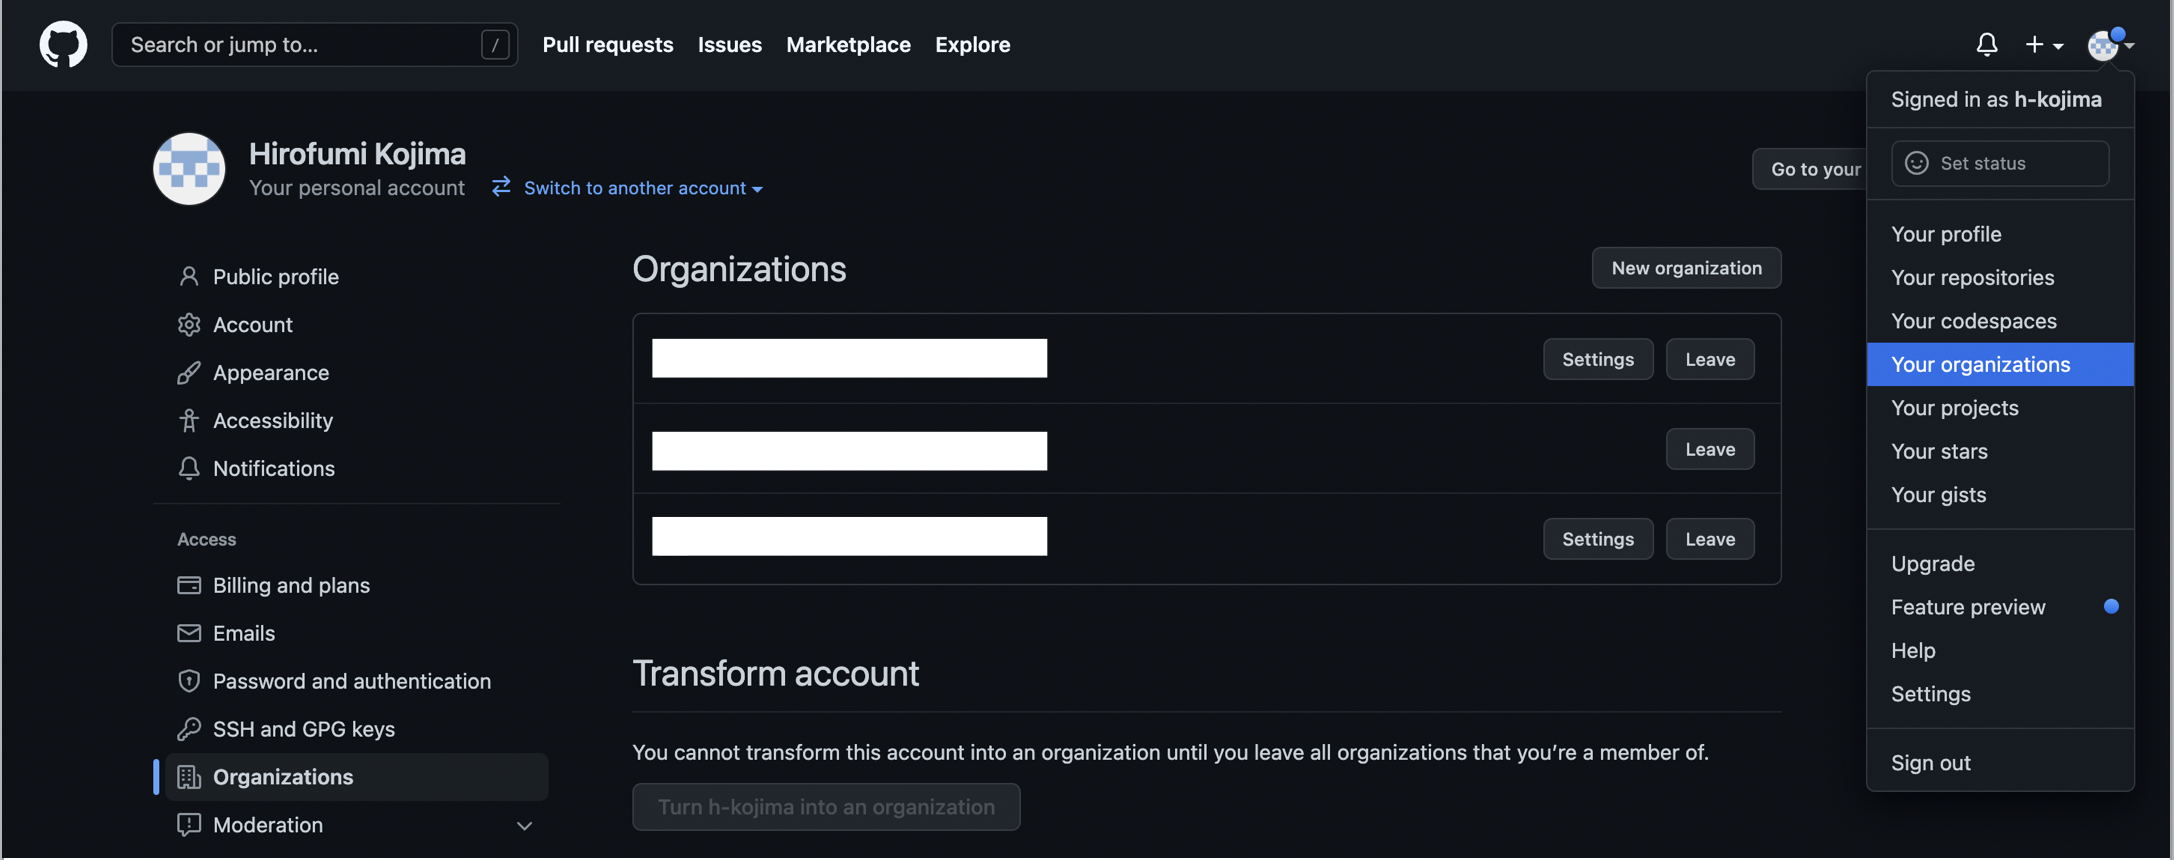 Search or jump to... /
Pull requests
Issues
Marketplace
Explore
Signed in as h-kojima
Set status
Your profile
Your repositories
Your codespaces
Your organizations
Your projects
Your stars
Your gists
Upgrade
Feature preview
Help
Settings
Sign out
Hirofumi Kojima
Your personal account
Switch to another account
Go to your
Public profile
Account
Appearance
Accessibility
Notifications
Access
Billing and plans
Emails
Password and authentication
SSH and GPG keys
Organizations
Moderation
Organizations
New organization
Settings
Leave
Leave
Settings
Leave
Transform account
You cannot transform this account into an organization until you leave all organizations that you’re a member of.
Turn h-kojima into an organization